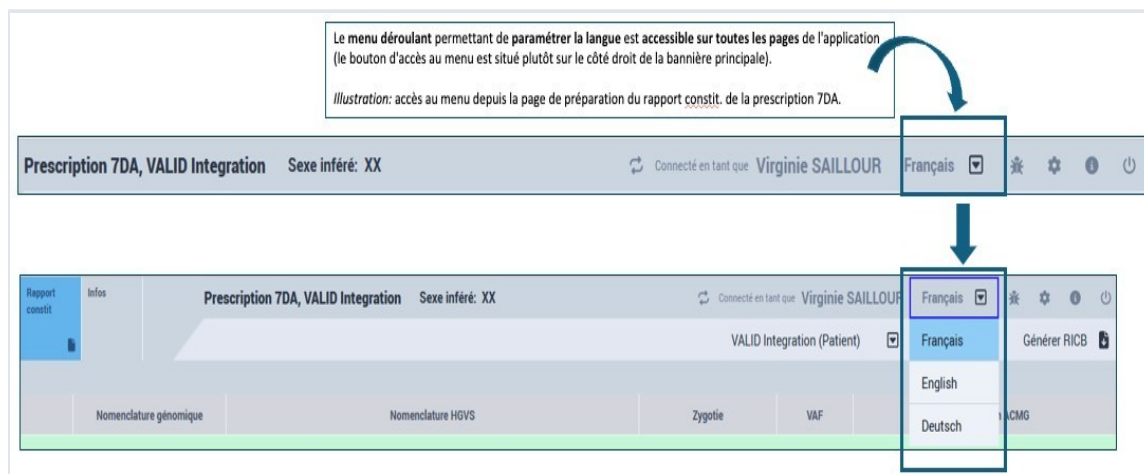 Le menu déroulant permettant de paramétrer la langue est accessible sur toutes les pages de l'application
(le bouton d'accès au menu est situé plutôt sur le côté droit de la bannière principale).
Illustration: accès au menu depuis la page de préparation du rapport constit. de la prescription 7DA.
Prescription 7DA, VALID Integration Sexe inféré: XX Connecté en tant que Virginie SAILLOUR Français
Rapport constit Infos Prescription 7DA, VALID Integration Sexe inféré: XX Connecté en tant que Virginie SAILLOUR Français
VALID Integration (Patient) Français Générer RICB
English
Nomenclature génomique Nomenclature HGVS Zygotie VAF ACMG
Deutsch